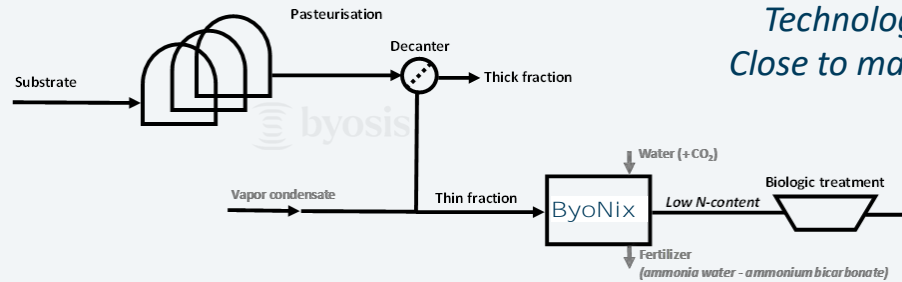 Technolog
Close to ma
Pasteurisation
Decanter
Substrate
Thick fraction
byosis
Water (+CO₂)
Vapor condensate
Thin fraction
ByoNix
Low N-content
Biologic treatment
Fertilizer
(ammonia water - ammonium bicarbonate)